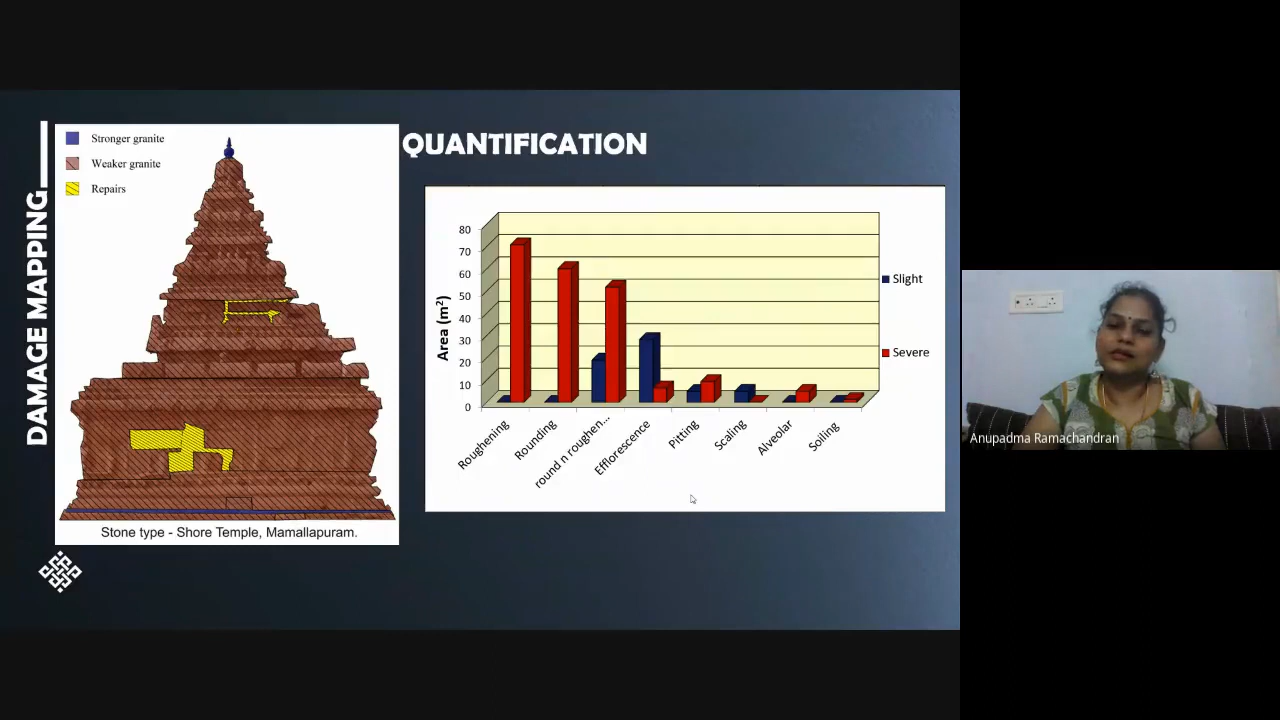 DAMAGE MAPPING
Stronger granite
Weaker granite
Repairs
Stone type - Shore Temple, Mamallapuram.
QUANTIFICATION
Area (m²)
80
70
60
50
40
30
20
10
0
Roughening
Rounding
round n roughen...
Efflorescence
Pitting
Scaling
Alveolar
Soiling
Slight
Severe
Anupadma Ramachandran